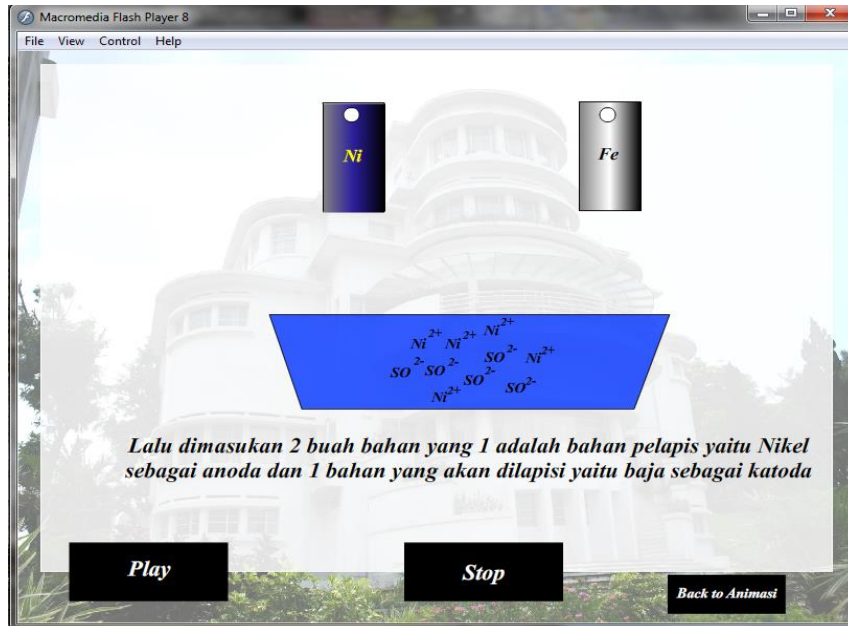 Macromedia Flash Player 8
File View Control Help
Ni
Fe
Ni²⁺ Ni²⁺ Ni²⁺
SO²⁻ SO²⁻ SO²⁻ Ni²⁺
Ni²⁺ SO²⁻ SO²⁻
Lalu dimasukan 2 buah bahan yang 1 adalah bahan pelapis yaitu Nikel
sebagai anoda dan 1 bahan yang akan dilapisi yaitu baja sebagai katoda
Play
Stop
Back to Animasi